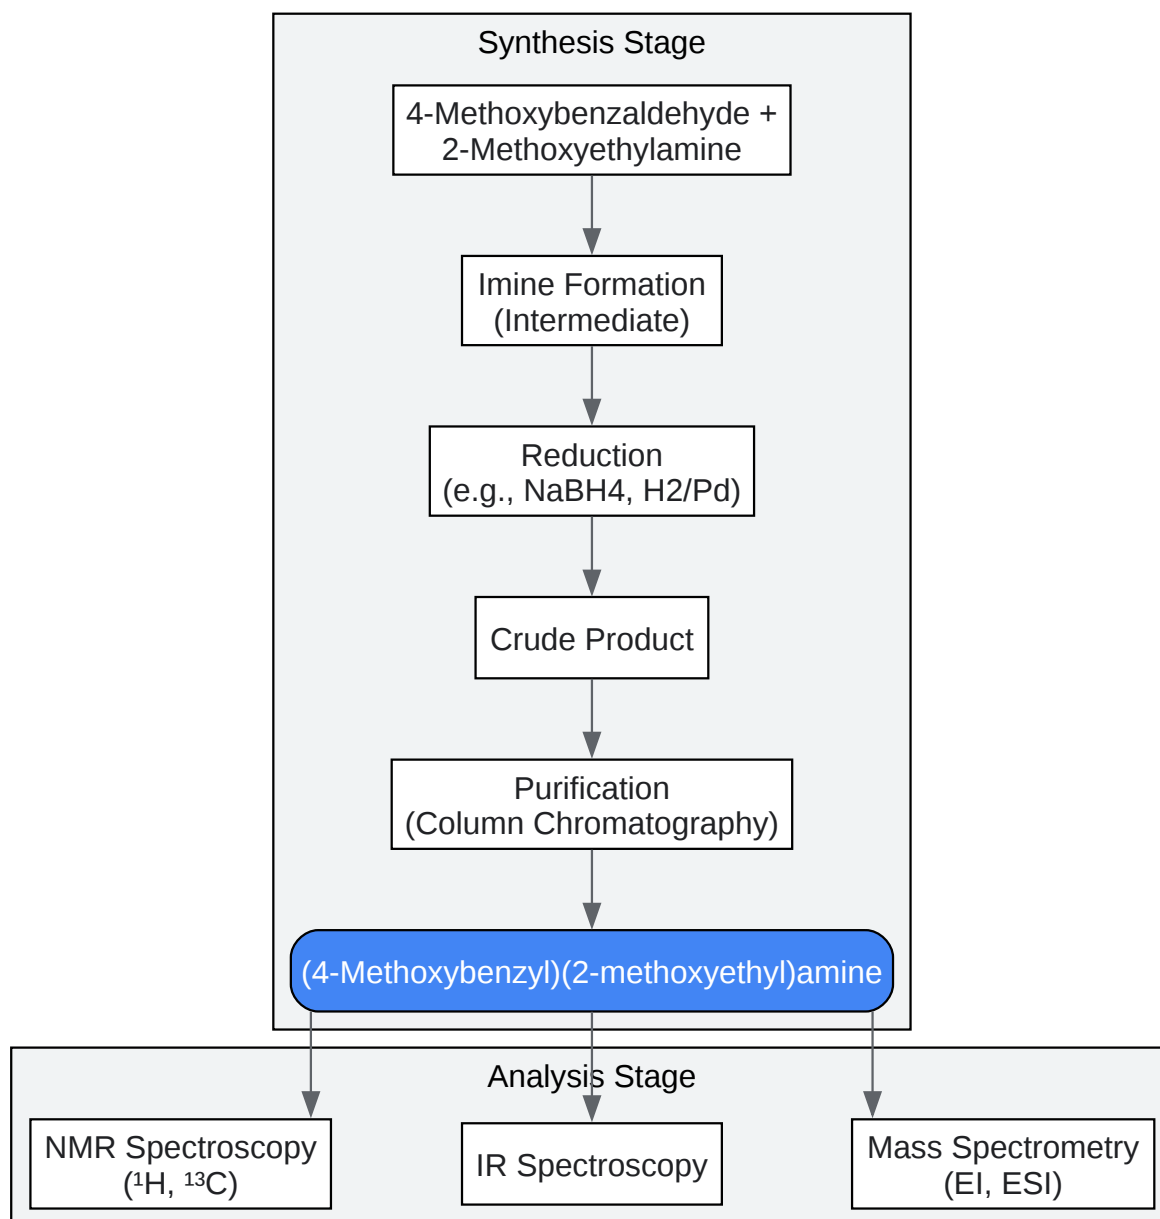 Synthesis Stage
4-Methoxybenzaldehyde +
2-Methoxyethylamine
Imine Formation
(Intermediate)
Reduction
(e.g., NaBH4, H2/Pd)
Crude Product
Purification
(Column Chromatography)
(4-Methoxybenzyl)(2-methoxyethyl)amine
Analysis Stage
NMR Spectroscopy
(¹H, ¹³C)
IR Spectroscopy
Mass Spectrometry
(EI, ESI)